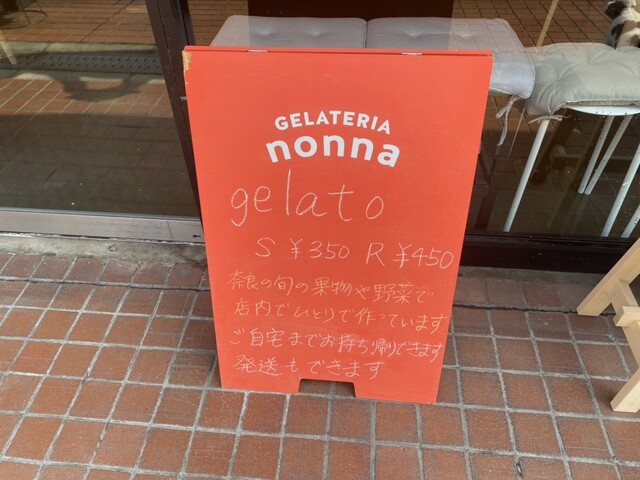 GELATERIA
nonna
gelato
S ¥350 R ¥450
奈良の旬の果物や野菜で
店内でひとりで作っています
ご自宅までお持ち帰りできます
発送もできます